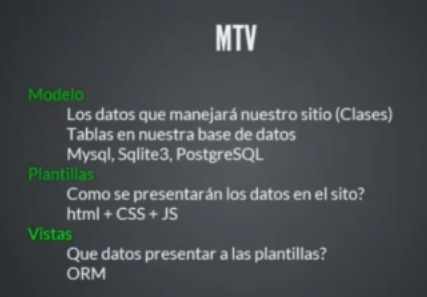 MTV
Modelo
Los datos que manejará nuestro sitio (Clases)
Tablas en nuestra base de datos
Mysql, Sqlite3, PostgreSQL
Plantillas
Como se presentarán los datos en el sito?
html + CSS + JS
Vistas
Que datos presentar a las plantillas?
ORM